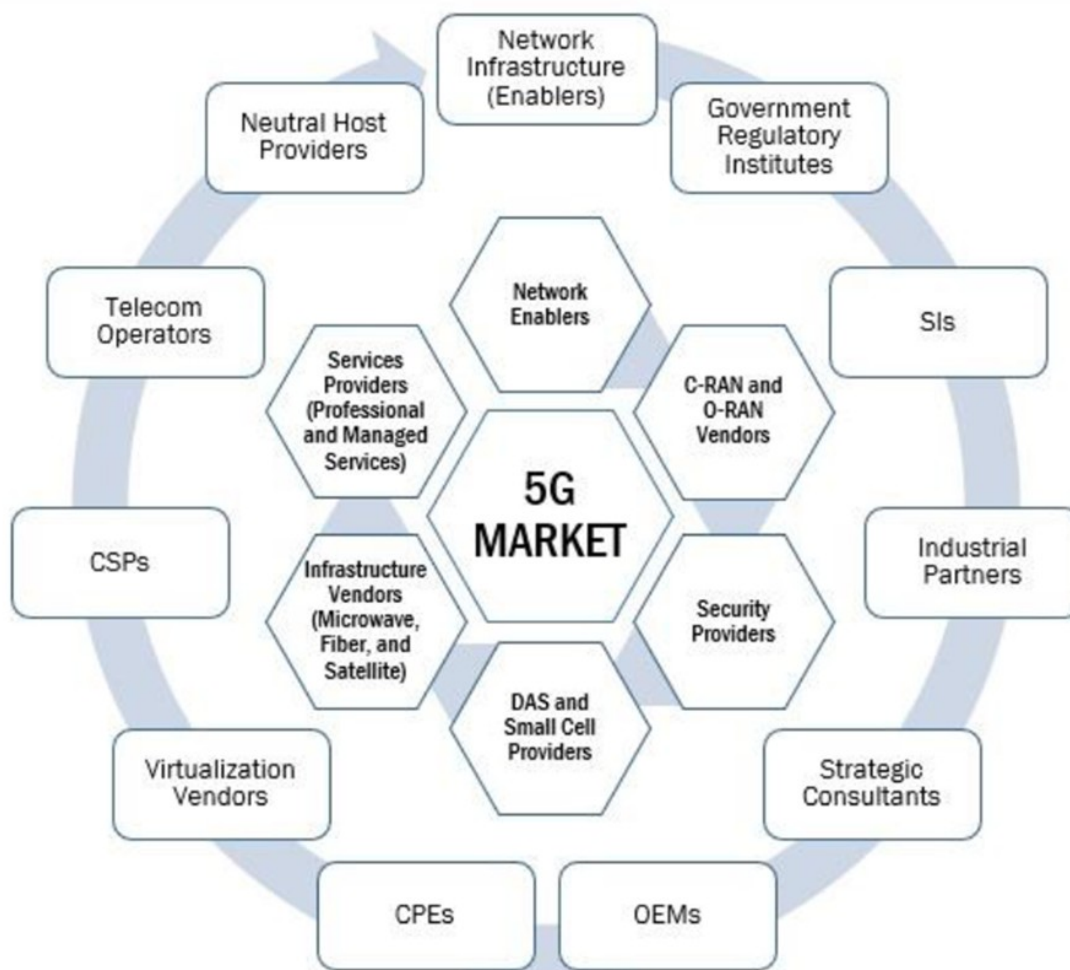 Network
Infrastructure
(Enablers)
Government
Regulatory
Institutes
SIs
Industrial
Partners
Strategic
Consultants
OEMs
CPEs
Virtualization
Vendors
CSPs
Telecom
Operators
Neutral Host
Providers
Network
Enablers
C-RAN and
O-RAN
Vendors
Security
Providers
DAS and
Small Cell
Providers
Infrastructure
Vendors
(Microwave,
Fiber, and
Satellite)
Services
Providers
(Professional
and Managed
Services)
5G
MARKET